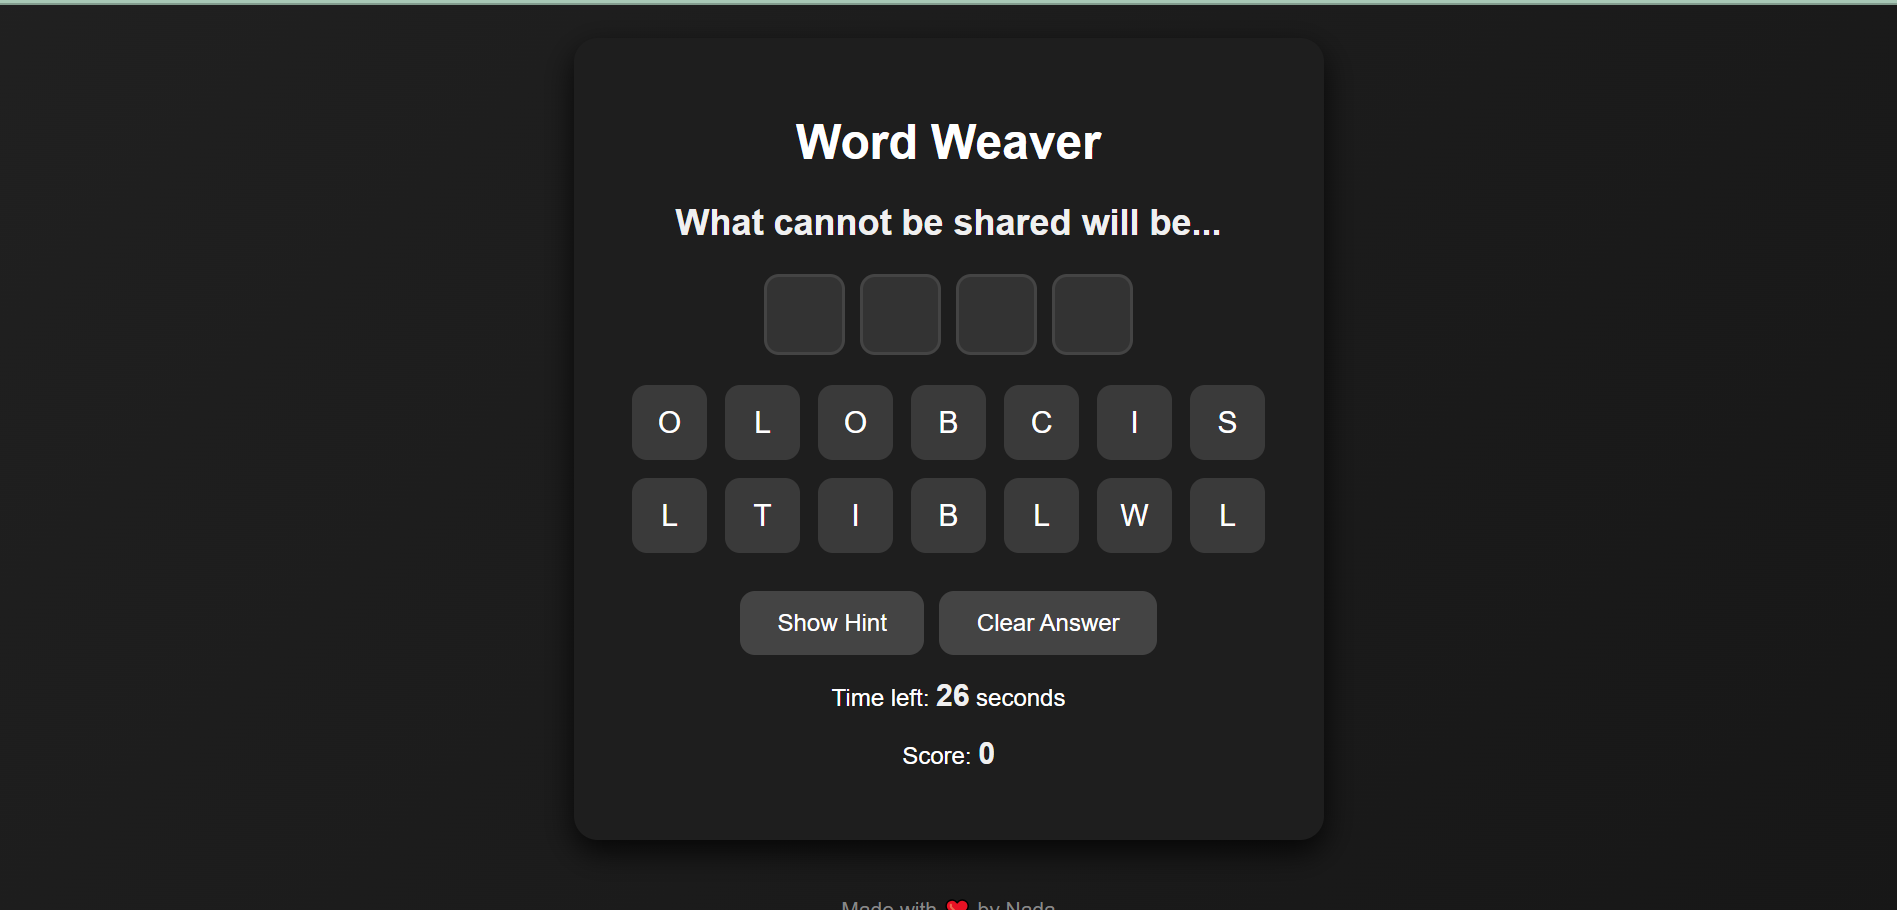 Word Weaver
What cannot be shared will be...
O L O B C I S
L T I B L W L
Show Hint Clear Answer
Time left: 26 seconds
Score: 0
Made with ❤️ by Nada